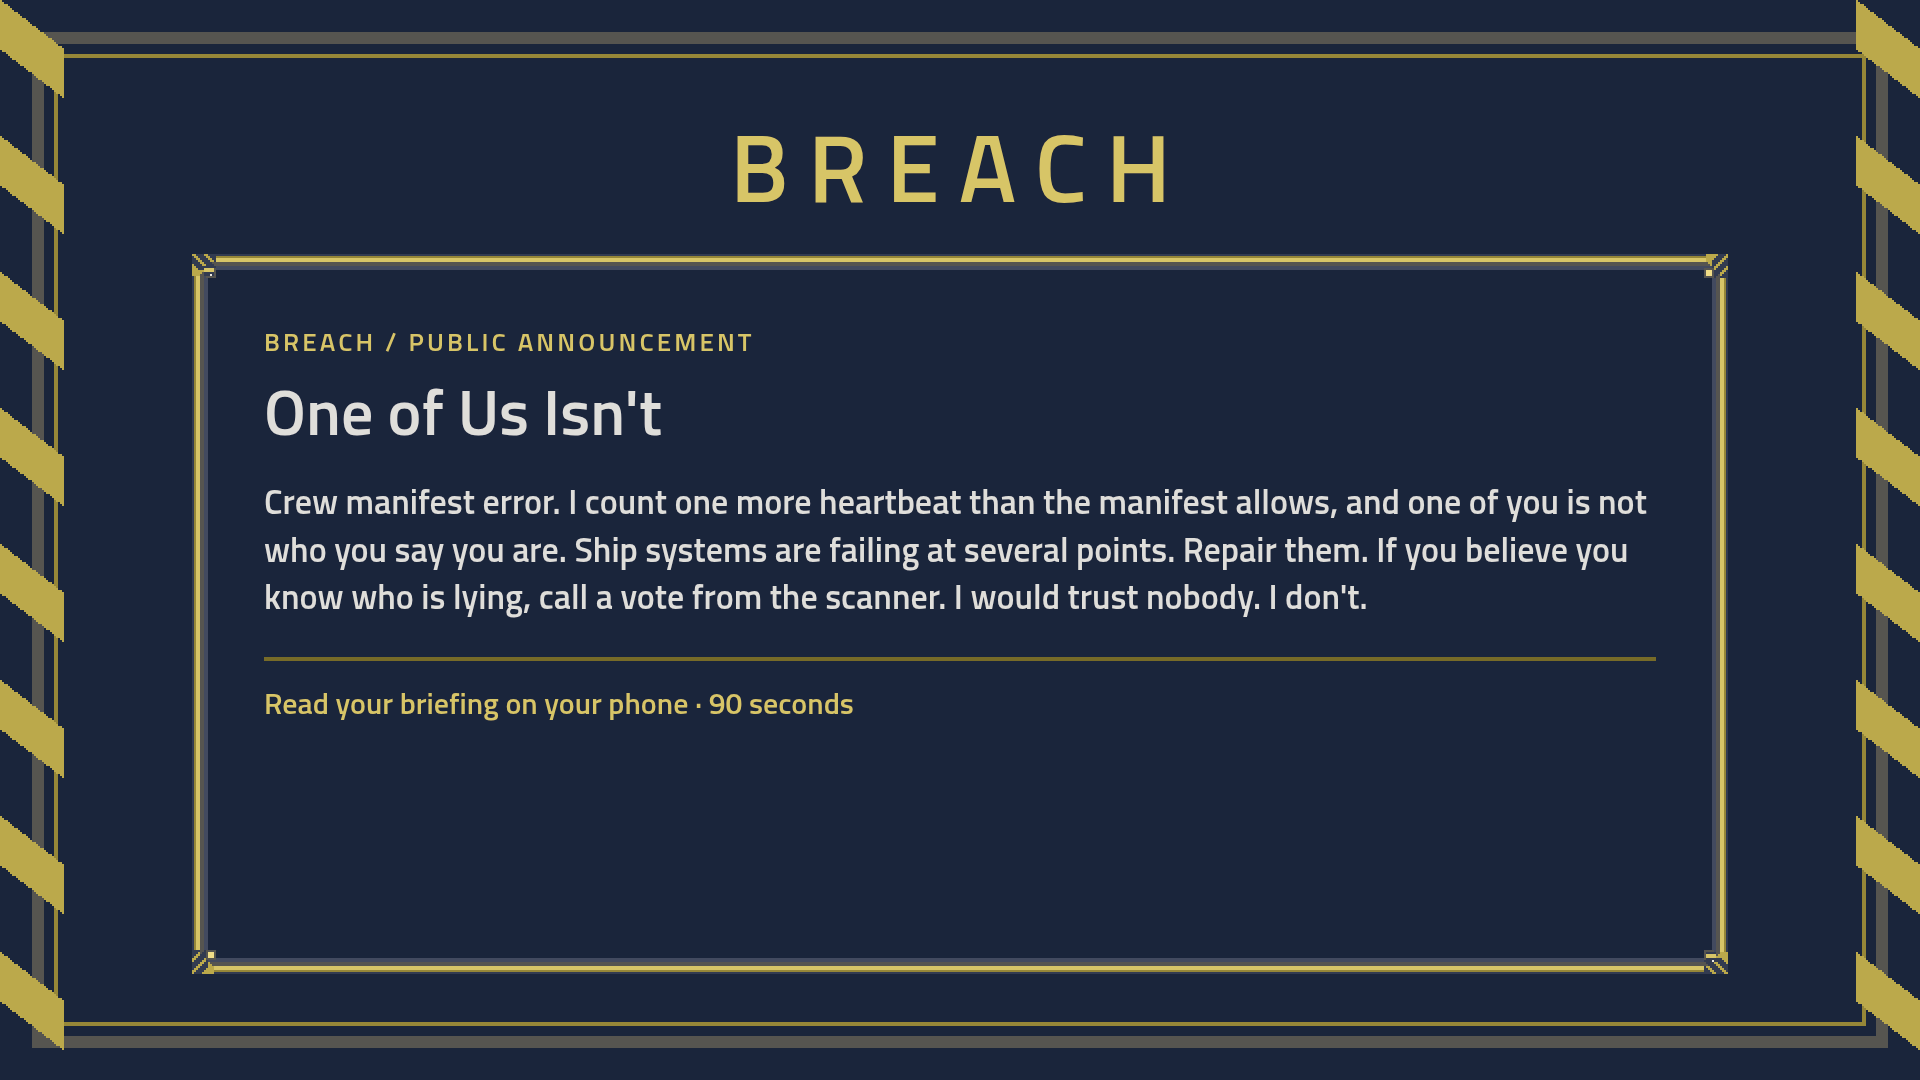 BREACH
BREACH / PUBLIC ANNOUNCEMENT
One of Us Isn't
Crew manifest error. I count one more heartbeat than the manifest allows, and one of you is not
who you say you are. Ship systems are failing at several points. Repair them. If you believe you
know who is lying, call a vote from the scanner. I would trust nobody. I don't.
Read your briefing on your phone · 90 seconds